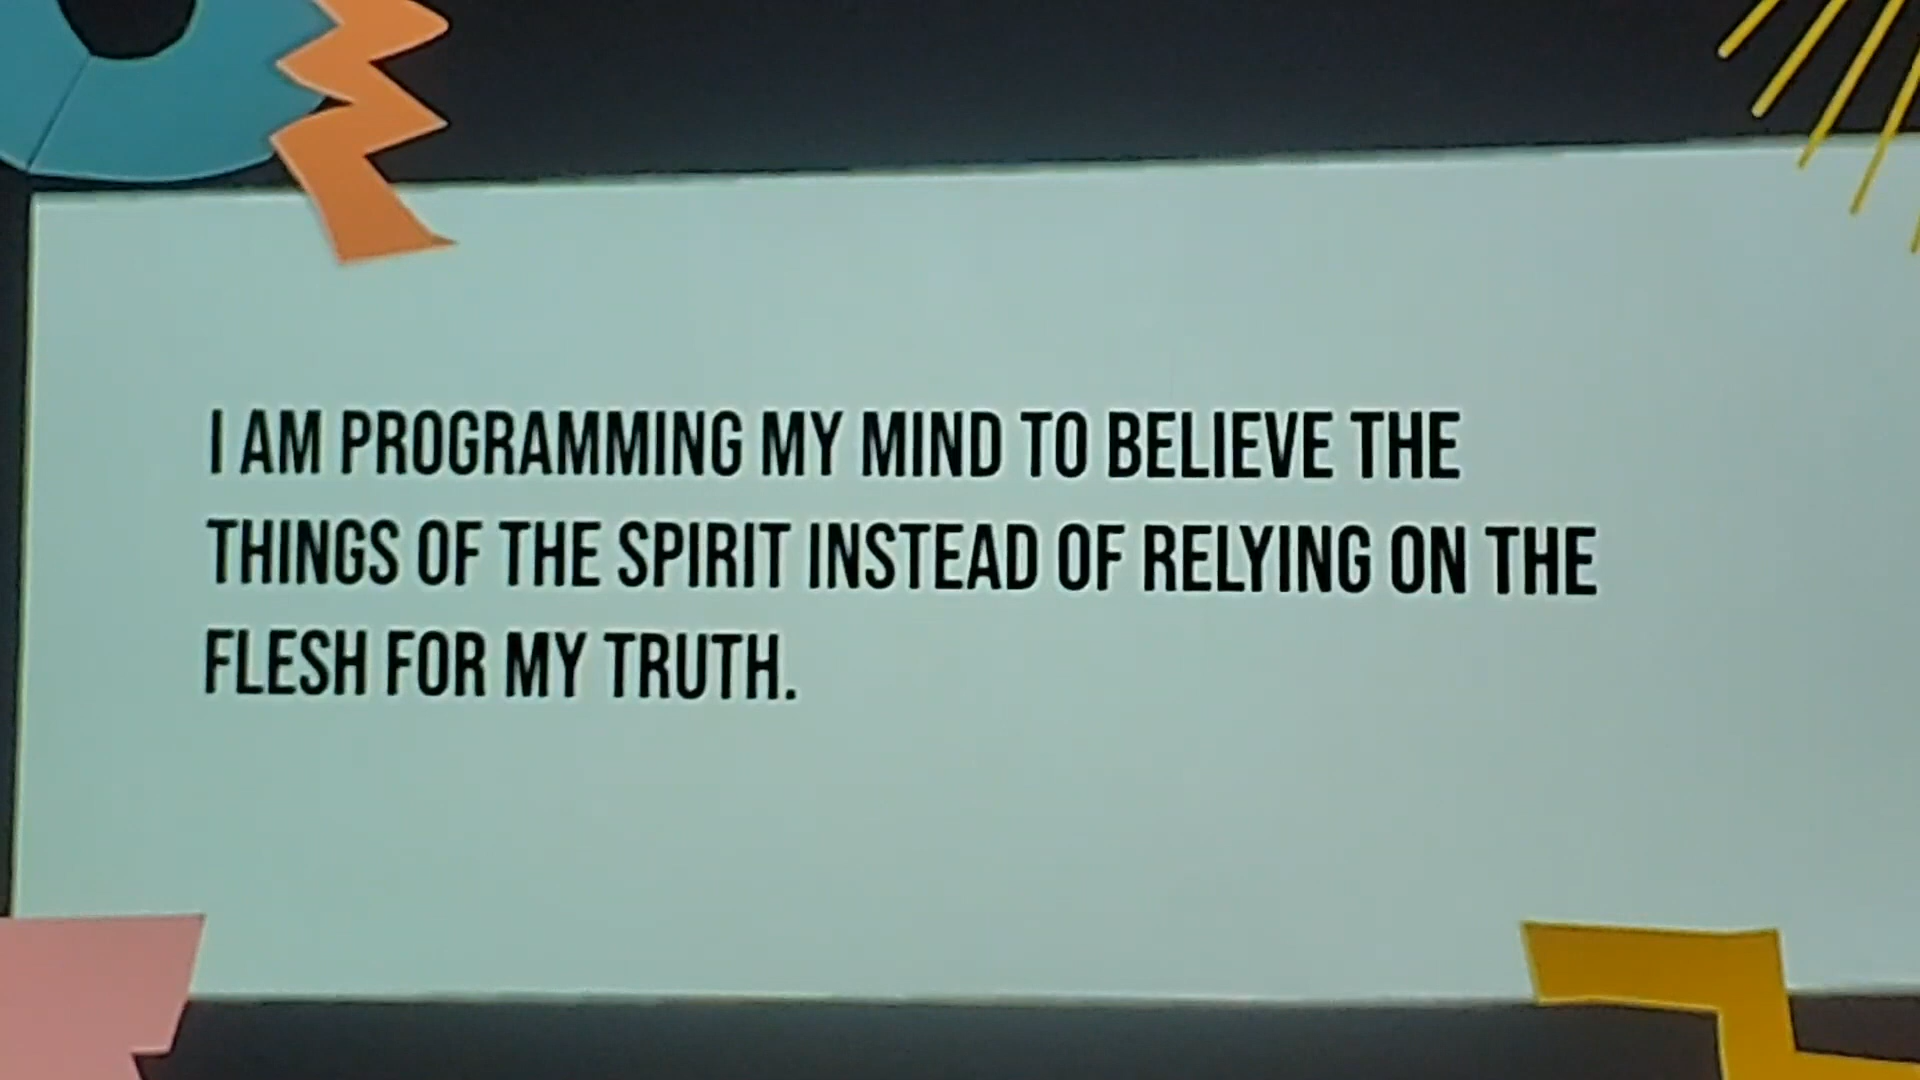 I AM PROGRAMMING MY MIND TO BELIEVE THE
THINGS OF THE SPIRIT INSTEAD OF RELYING ON THE
FLESH FOR MY TRUTH.